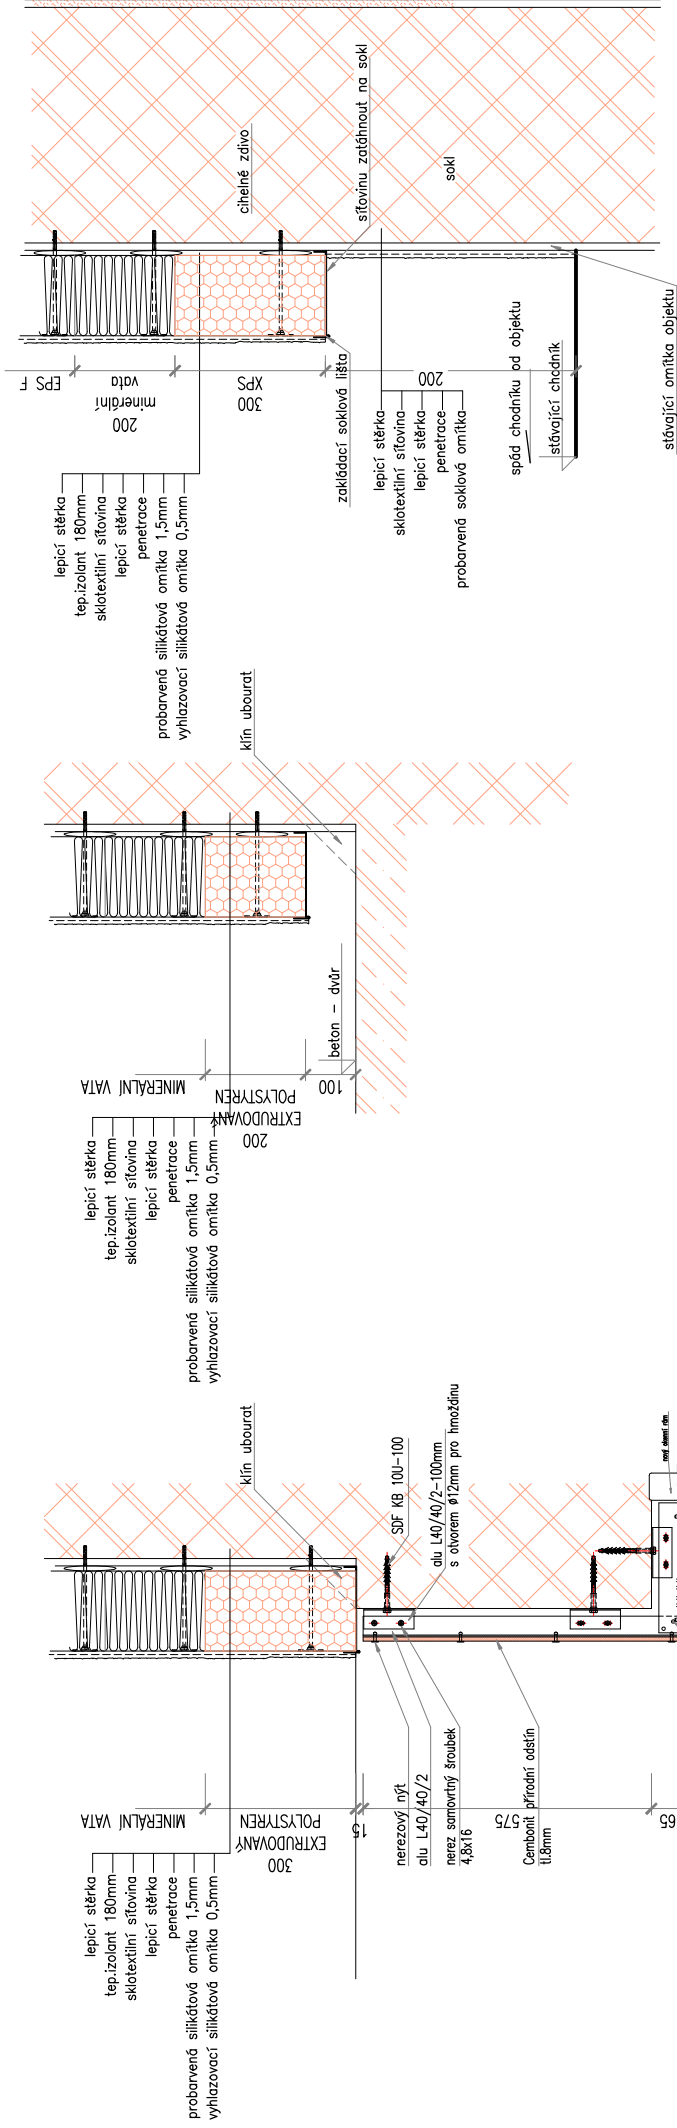 lepicí stěrka
tep.izolant 180mm
sklotextilní síťovina
lepicí stěrka
penetrace
probarvená silikátová omítka 1,5mm
vyhlazovací silikátová omítka 0,5mm
MINERÁLNÍ VATA
EXTRUDOVANÝ
POLYSTYREN
300
15
klín ubourat
SDF KB 10U-100
alu L40/40/2-100mm
s otvorem ø12mm pro hmoždinu
nerezový nýt
alu L40/40/2
nerez samovrtný šroubek
4,8x16
Cembonit přírodní odstín
tl.8mm
575
65
lepicí stěrka
tep.izolant 180mm
sklotextilní síťovina
lepicí stěrka
penetrace
probarvená silikátová omítka 1,5mm
vyhlazovací silikátová omítka 0,5mm
MINERÁLNÍ VATA
EXTRUDOVANÝ
POLYSTYREN
200
100
beton - dvůr
klín ubourat
lepicí stěrka
tep.izolant 180mm
sklotextilní síťovina
lepicí stěrka
penetrace
probarvená silikátová omítka 1,5mm
vyhlazovací silikátová omítka 0,5mm
EPS F
minerální
vata
200
XPS
300
200
cihelné zdivo
síťovinu zatáhnout na sokl
sokl
zakládací soklová lišta
lepicí stěrka
sklotextilní síťovina
lepicí stěrka
penetrace
probarvená soklová omítka
spád chodníku od objektu
stávající chodník
stávající omítka objektu